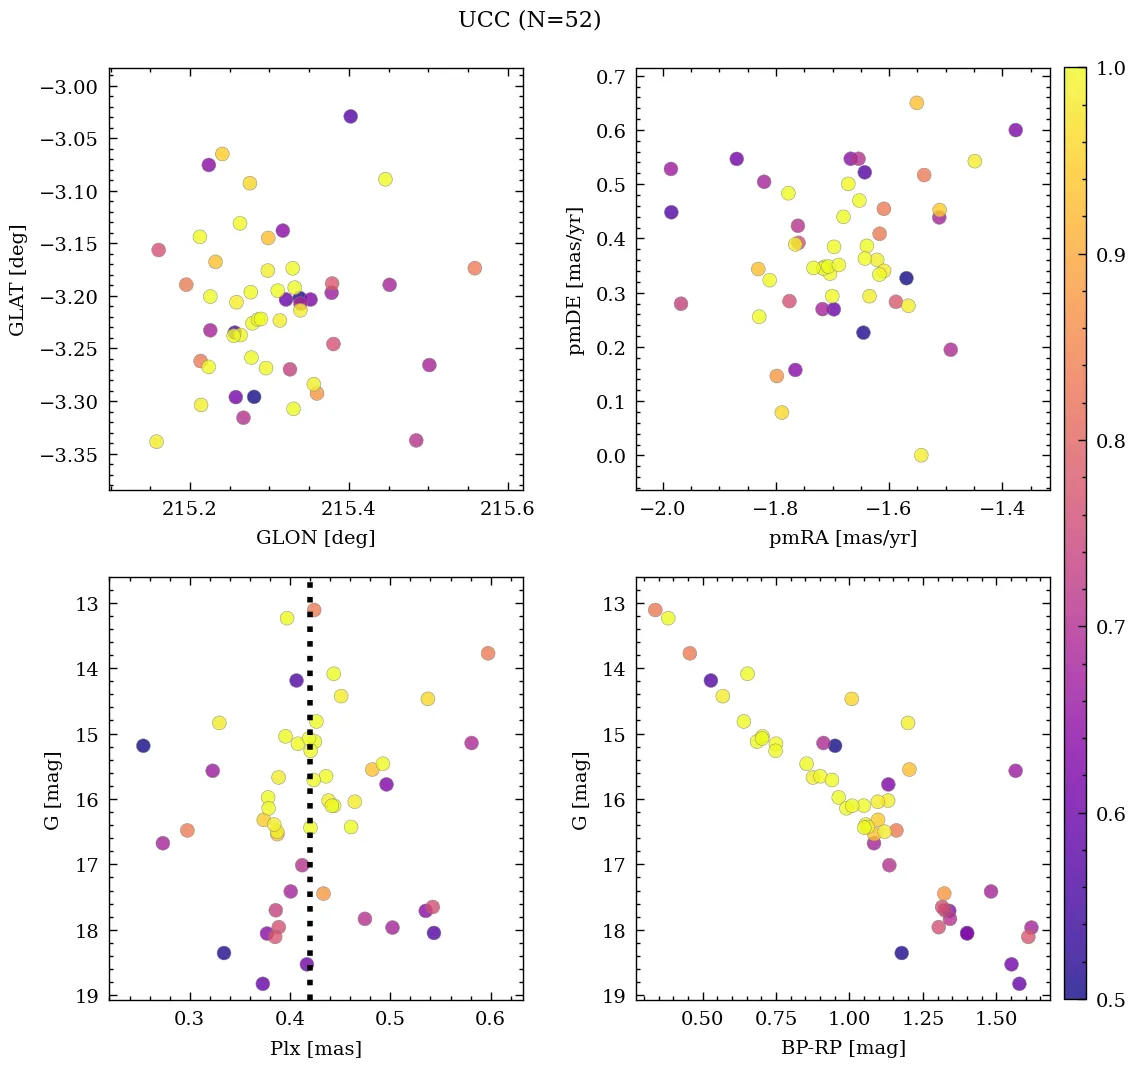 UCC (N=52)
−3.00
−3.05
−3.10
−3.15
−3.20
−3.25
−3.30
−3.35
GLAT [deg]
215.2 215.4 215.6
GLON [deg]
0.7
0.6
0.5
0.4
0.3
0.2
0.1
0.0
pmDE [mas/yr]
−2.0 −1.8 −1.6 −1.4
pmRA [mas/yr]
13
14
15
16
17
18
19
G [mag]
0.3 0.4 0.5 0.6
Plx [mas]
13
14
15
16
17
18
19
G [mag]
0.50 0.75 1.00 1.25 1.50
BP-RP [mag]
1.0
0.9
0.8
0.7
0.6
0.5